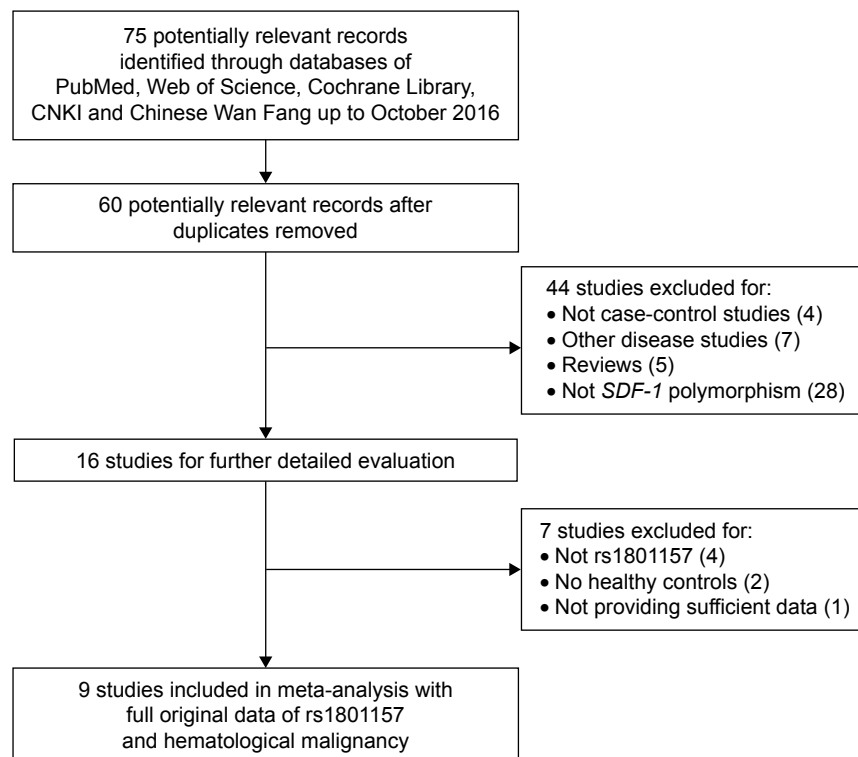 75 potentially relevant records
identified through databases of
PubMed, Web of Science, Cochrane Library,
CNKI and Chinese Wan Fang up to October 2016
60 potentially relevant records after
duplicates removed
44 studies excluded for:
• Not case-control studies (4)
• Other disease studies (7)
• Reviews (5)
• Not SDF-1 polymorphism (28)
16 studies for further detailed evaluation
7 studies excluded for:
• Not rs1801157 (4)
• No healthy controls (2)
• Not providing sufficient data (1)
9 studies included in meta-analysis with
full original data of rs1801157
and hematological malignancy